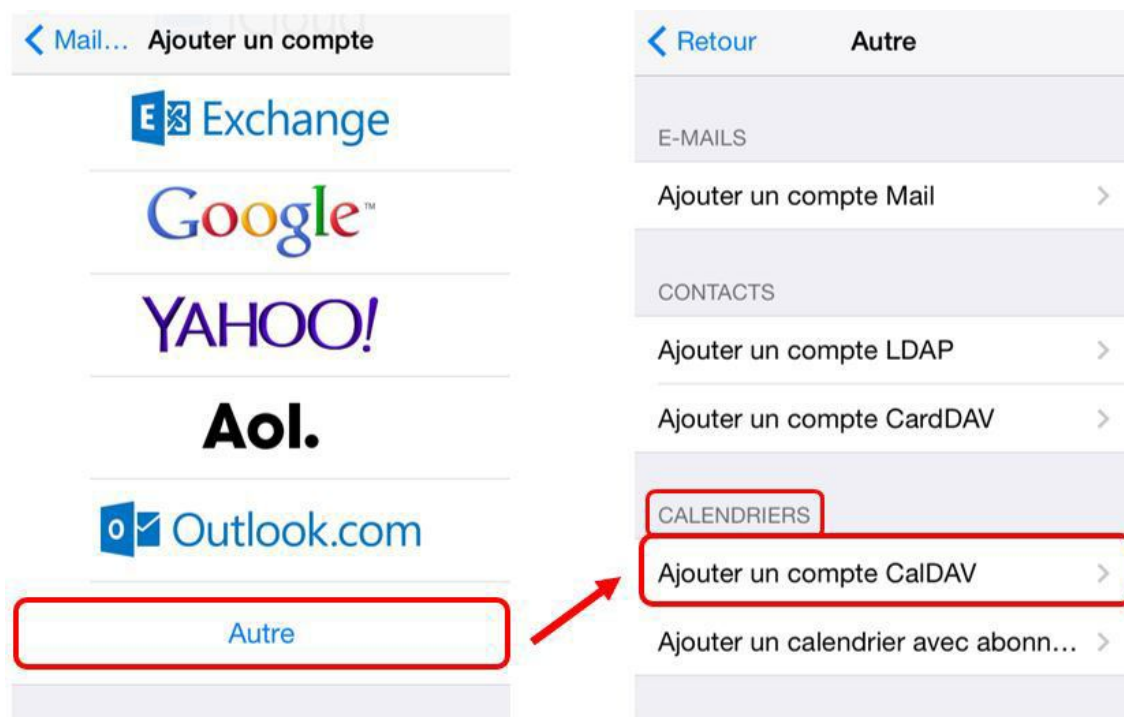 Mail... Ajouter un compte
Exchange
Google™
YAHOO!
Aol.
Outlook.com
Autre
Retour Autre
E-MAILS
Ajouter un compte Mail
CONTACTS
Ajouter un compte LDAP
Ajouter un compte CardDAV
CALENDRIERS
Ajouter un compte CalDAV
Ajouter un calendrier avec abonn...